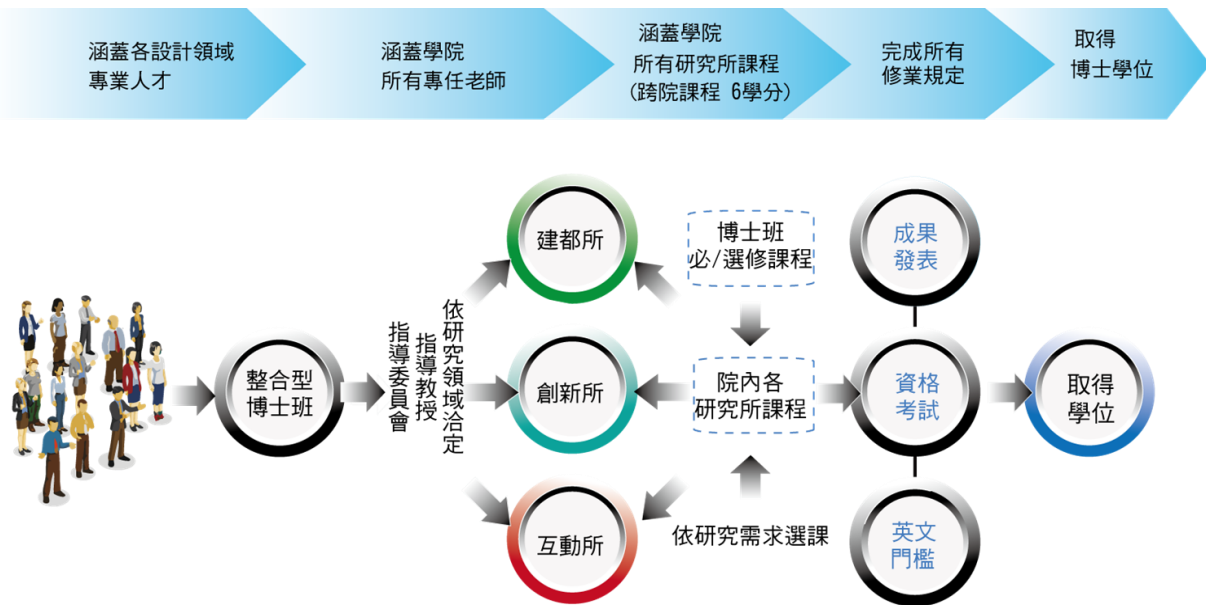 涵蓋各設計領域
專業人才
涵蓋學院
所有專任老師
涵蓋學院
所有研究所課程
(跨院課程 6學分)
完成所有
修業規定
取得
博士學位
整合型
博士班
依研究領域洽定
指導教授
指導委員會
建都所
創新所
互動所
博士班
必/選修課程
院內各
研究所課程
依研究需求選課
成果
發表
資格
考試
英文
門檻
取得
學位